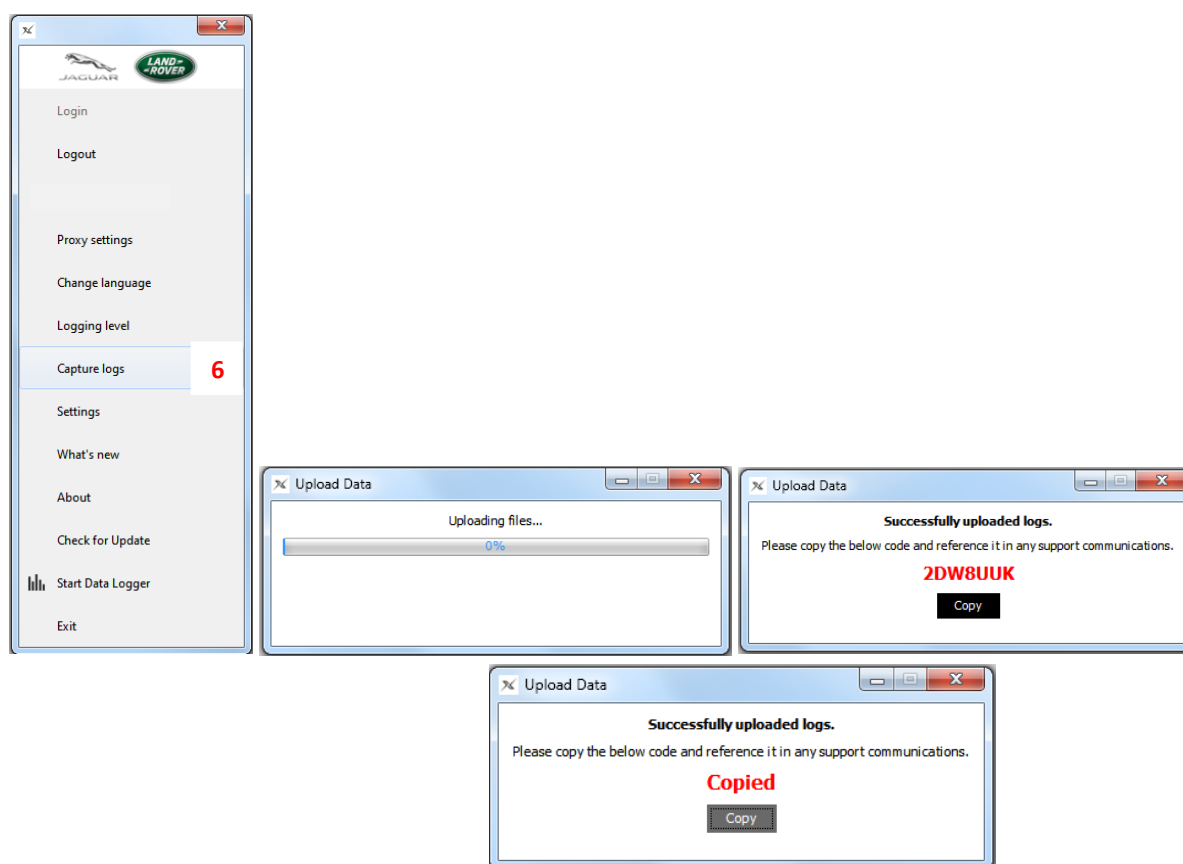 JAGUAR
LAND-
-ROVER
Login
Logout
Proxy settings
Change language
Logging level
Capture logs
6
Settings
What's new
About
Check for Update
Start Data Logger
Exit
Upload Data
Uploading files...
0%
Upload Data
Successfully uploaded logs.
Please copy the below code and reference it in any support communications.
2DW8UUK
Copy
Upload Data
Successfully uploaded logs.
Please copy the below code and reference it in any support communications.
Copied
Copy